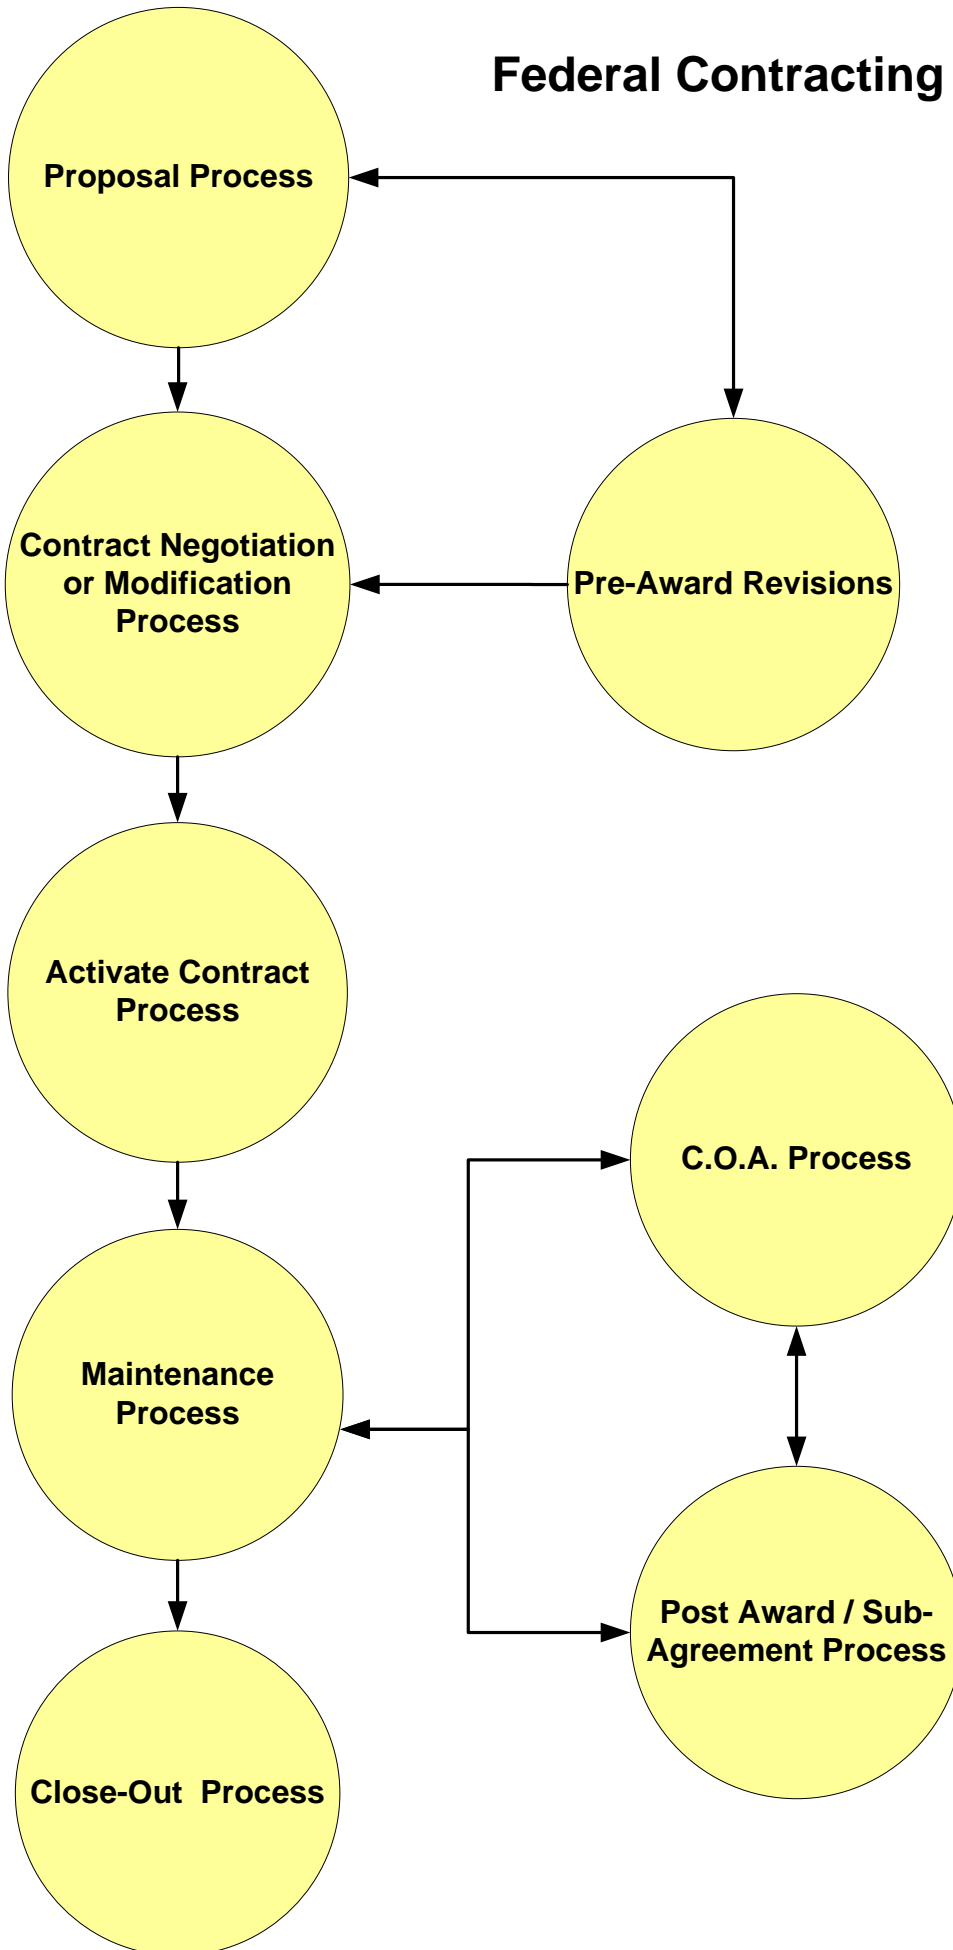 Federal Contracting
Proposal Process
Contract Negotiation
or Modification
Process
Pre-Award Revisions
Activate Contract
Process
C.O.A. Process
Maintenance
Process
Post Award / Sub-
Agreement Process
Close-Out  Process